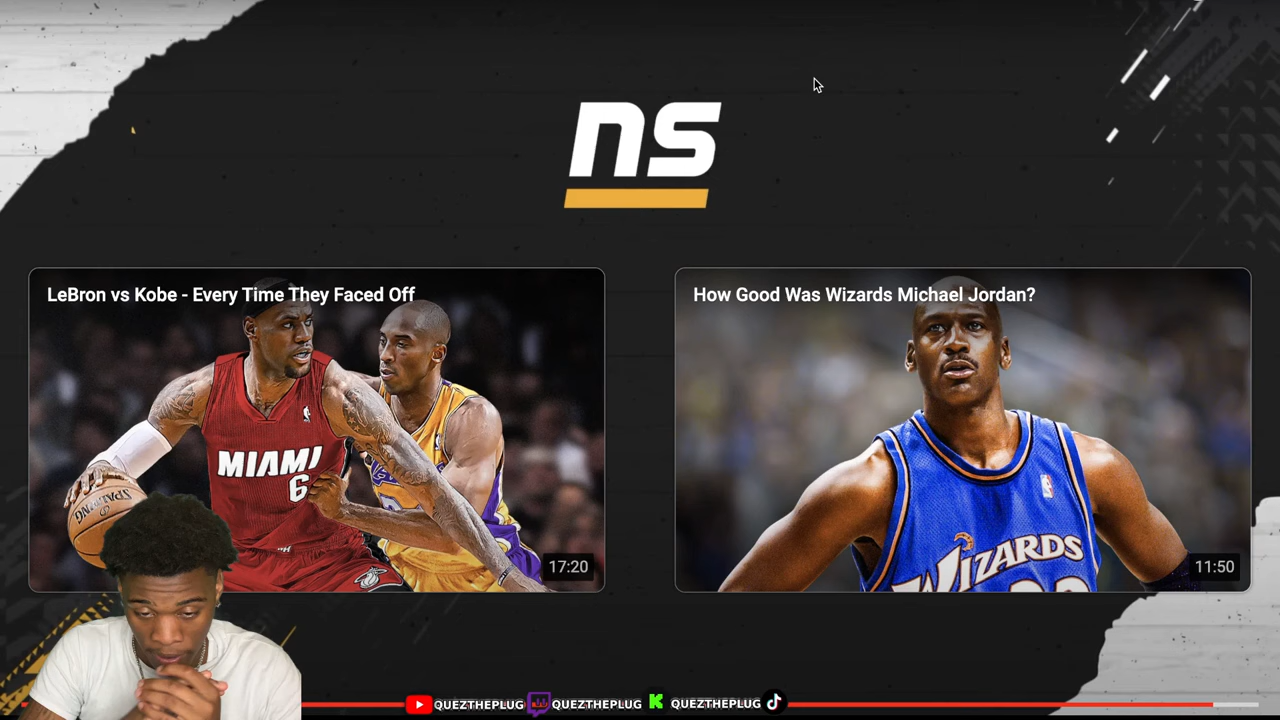 ns
LeBron vs Kobe - Every Time They Faced Off
How Good Was Wizards Michael Jordan?
SPALDING
MIAMI
6
WIZARDS
17:20
11:50
QUEZTHEPLUG QUEZTHEPLUG QUEZTHEPLUG